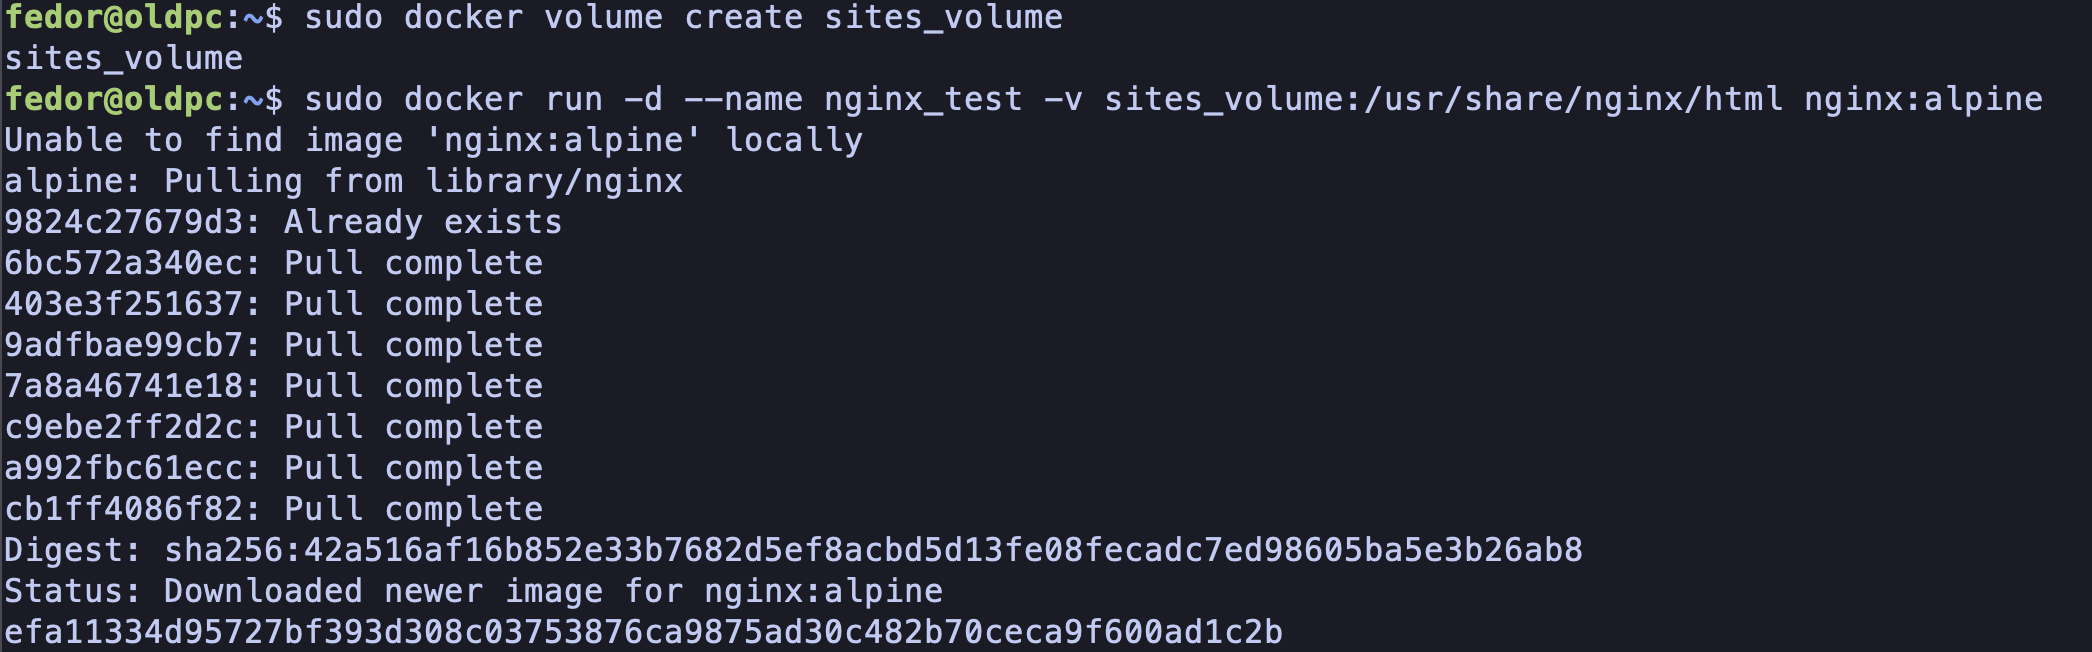 fedor@oldpc:~$ sudo docker volume create sites_volume
sites_volume
fedor@oldpc:~$ sudo docker run -d --name nginx_test -v sites_volume:/usr/share/nginx/html nginx:alpine
Unable to find image 'nginx:alpine' locally
alpine: Pulling from library/nginx
9824c27679d3: Already exists
6bc572a340ec: Pull complete
403e3f251637: Pull complete
9adfbae99cb7: Pull complete
7a8a46741e18: Pull complete
c9ebe2ff2d2c: Pull complete
a992fbc61ecc: Pull complete
cb1ff4086f82: Pull complete
Digest: sha256:42a516af16b852e33b7682d5ef8acbd5d13fe08fecadc7ed98605ba5e3b26ab8
Status: Downloaded newer image for nginx:alpine
efa11334d95727bf393d308c03753876ca9875ad30c482b70ceca9f600ad1c2b